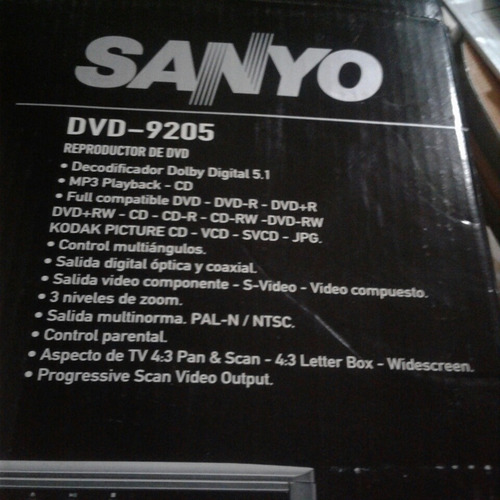 SANYO
DVD-9205
REPRODUCTOR DE DVD
• Decodificador Dolby Digital 5.1
• MP3 Playback - CD
• Full compatible DVD - DVD-R - DVD+R
DVD+RW - CD - CD-R - CD-RW -DVD-RW
KODAK PICTURE CD - VCD - SVCD - JPG.
• Control multiángulos.
• Salida digital óptica y coaxial.
• Salida video componente - S-Video - Video compuesto.
• 3 niveles de zoom.
• Salida multinorma. PAL-N / NTSC.
• Control parental.
• Aspecto de TV 4:3 Pan & Scan - 4:3 Letter Box - Widescreen.
• Progressive Scan Video Output.